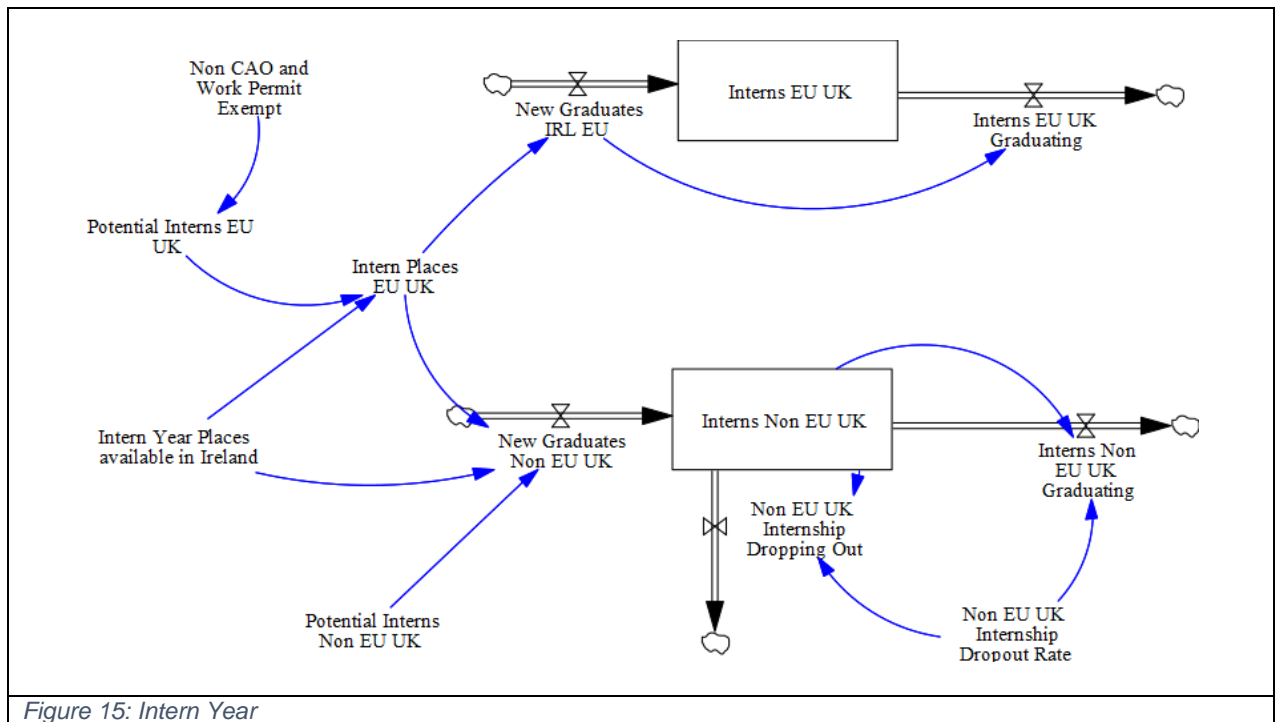 Non CAO and
Work Permit
Exempt
Interns EU UK
New Graduates
IRL EU
Interns EU UK
Graduating
Potential Interns EU
UK
Intern Places
EU UK
Intern Year Places
available in Ireland
New Graduates
Non EU UK
Interns Non EU UK
Interns Non
EU UK
Graduating
Non EU UK
Internship
Dropping Out
Potential Interns
Non EU UK
Non EU UK
Internship
Dropout Rate
Figure 15: Intern Year